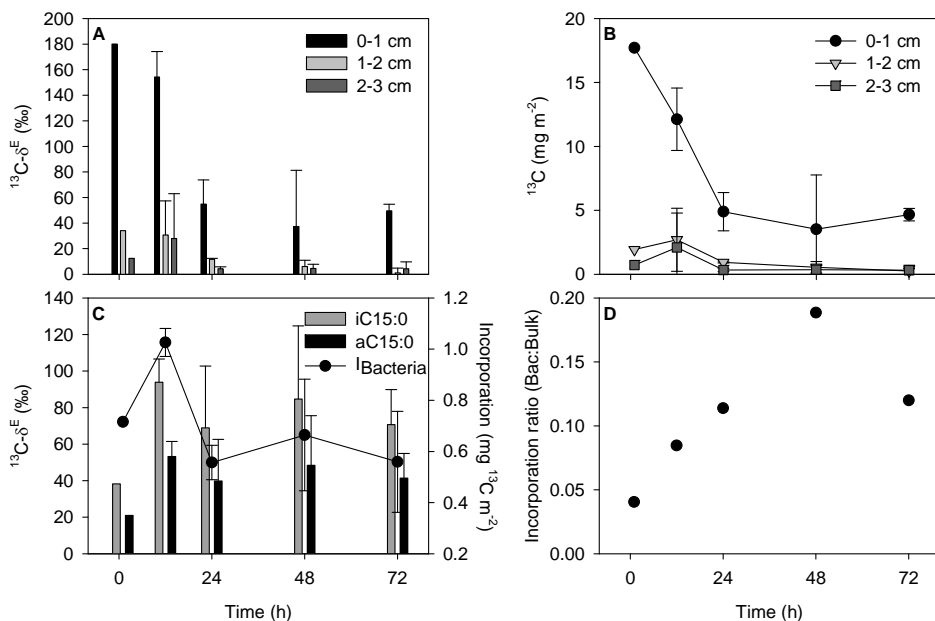 A
0-1 cm
1-2 cm
2-3 cm
¹³C-δᴱ (‰)
200
180
160
140
120
100
80
60
40
20
0
B
0-1 cm
1-2 cm
2-3 cm
¹³C (mg m⁻²)
20
15
10
5
0
C
iC15:0
aC15:0
I Bacteria
¹³C-δᴱ (‰)
140
120
100
80
60
40
20
0
Incorporation (mg ¹³C m⁻²)
1.2
1.0
0.8
0.6
0.4
0.2
0 24 48 72
Time (h)
D
Incorporation ratio (Bac:Bulk)
0.20
0.15
0.10
0.05
0.00
0 24 48 72
Time (h)